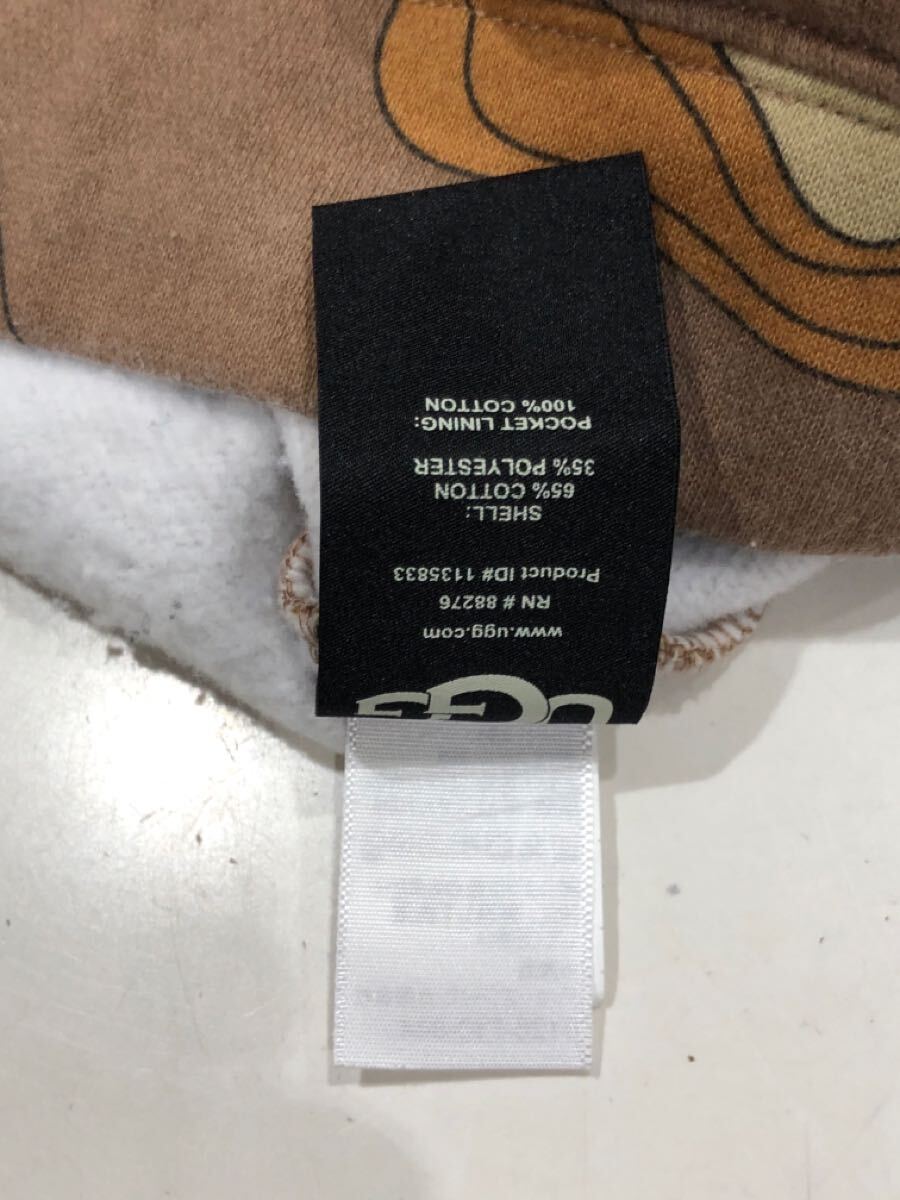 UGG
www.ugg.com
RN # 88276
Product ID# 1135833
SHELL:
65% COTTON
35% POLYESTER
POCKET LINING:
100% COTTON